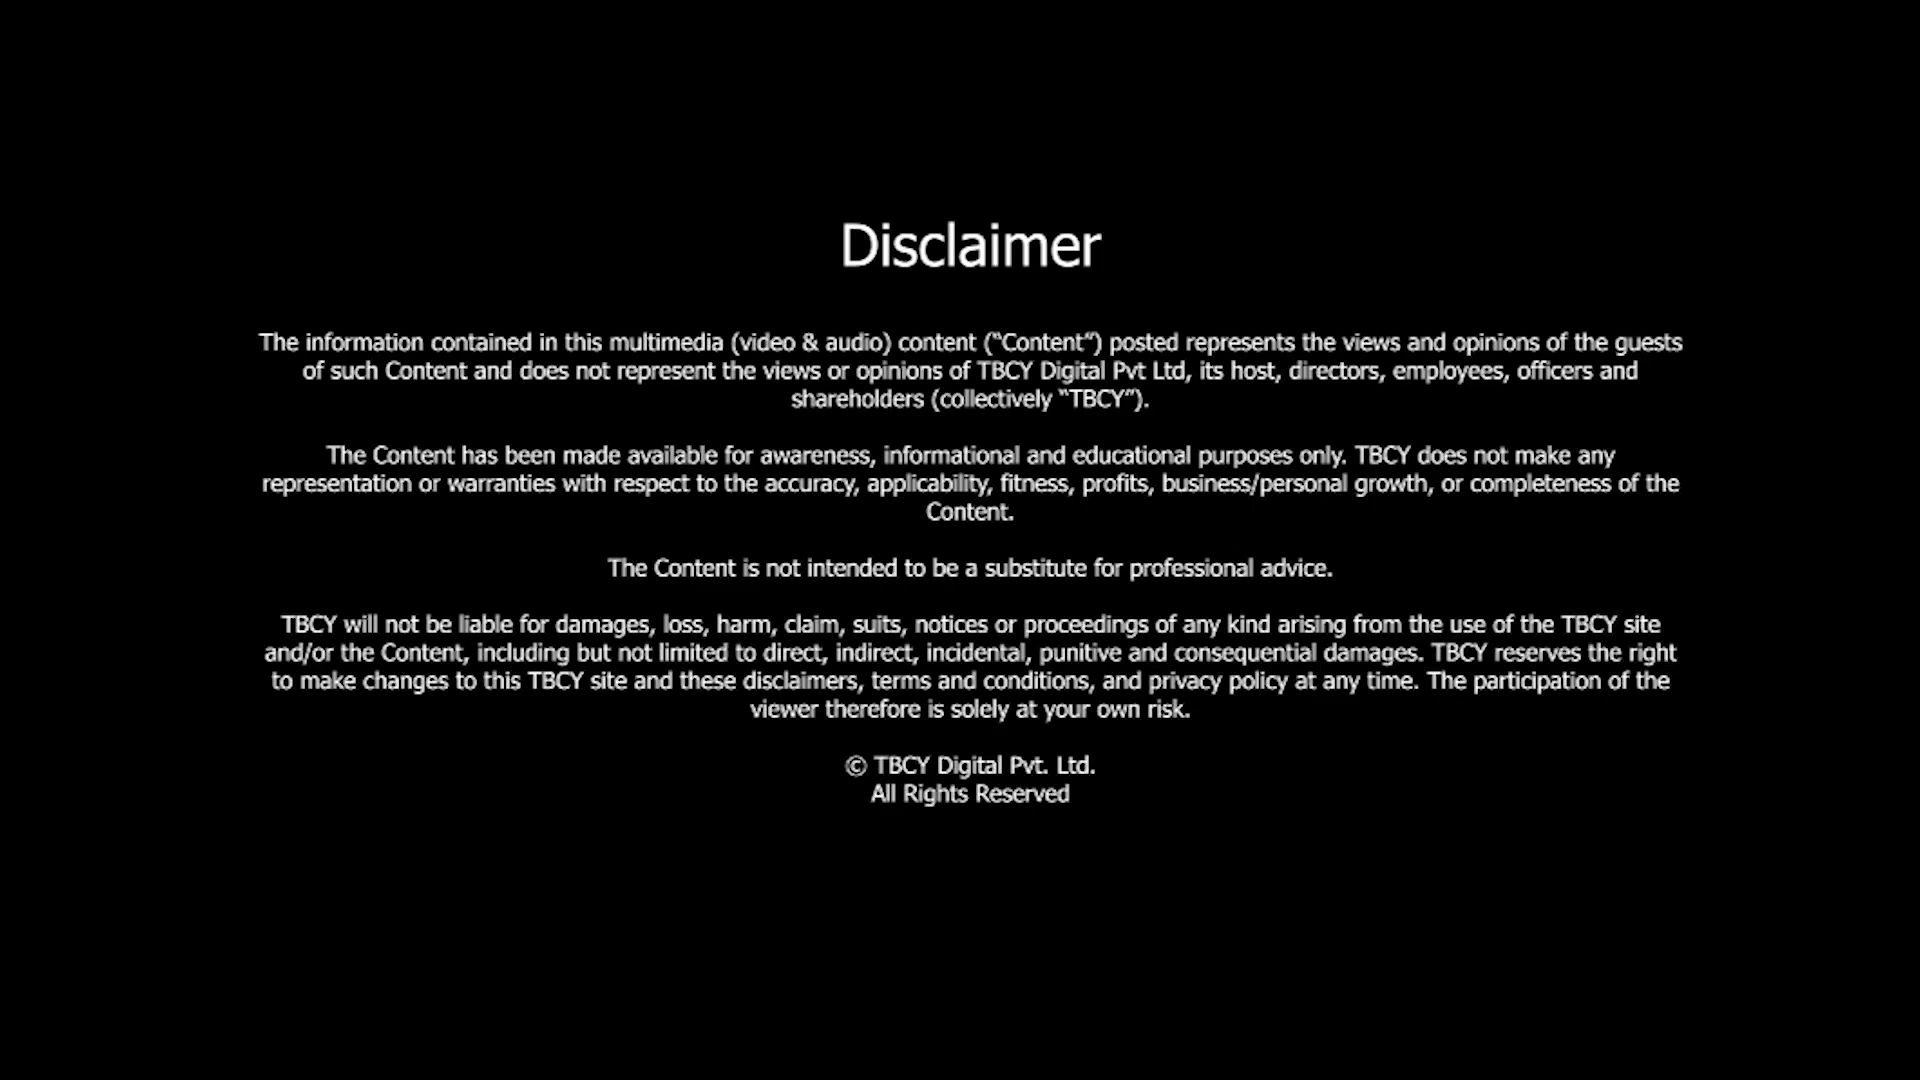 Disclaimer
The information contained in this multimedia (video & audio) content (“Content”) posted represents the views and opinions of the guests
of such Content and does not represent the views or opinions of TBCY Digital Pvt Ltd, its host, directors, employees, officers and
shareholders (collectively “TBCY”).
The Content has been made available for awareness, informational and educational purposes only. TBCY does not make any
representation or warranties with respect to the accuracy, applicability, fitness, profits, business/personal growth, or completeness of the
Content.
The Content is not intended to be a substitute for professional advice.
TBCY will not be liable for damages, loss, harm, claim, suits, notices or proceedings of any kind arising from the use of the TBCY site
and/or the Content, including but not limited to direct, indirect, incidental, punitive and consequential damages. TBCY reserves the right
to make changes to this TBCY site and these disclaimers, terms and conditions, and privacy policy at any time. The participation of the
viewer therefore is solely at your own risk.
© TBCY Digital Pvt. Ltd.
All Rights Reserved